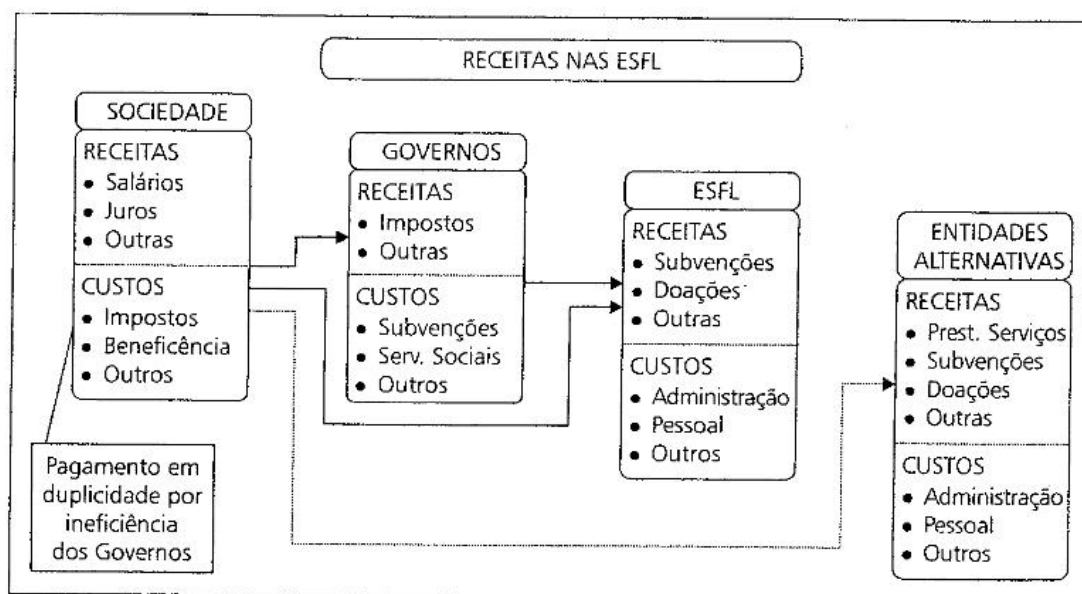 RECEITAS NAS ESFL
SOCIEDADE
RECEITAS
• Salários
• Juros
• Outras
CUSTOS
• Impostos
• Beneficência
• Outros
Pagamento em
duplicidade por
ineficiência
dos Governos
GOVERNOS
RECEITAS
• Impostos
• Outras
CUSTOS
• Subvenções
• Serv. Sociais
• Outros
ESFL
RECEITAS
• Subvenções
• Doações
• Outras
CUSTOS
• Administração
• Pessoal
• Outros
ENTIDADES
ALTERNATIVAS
RECEITAS
• Prest. Serviços
• Subvenções
• Doações
• Outras
CUSTOS
• Administração
• Pessoal
• Outros